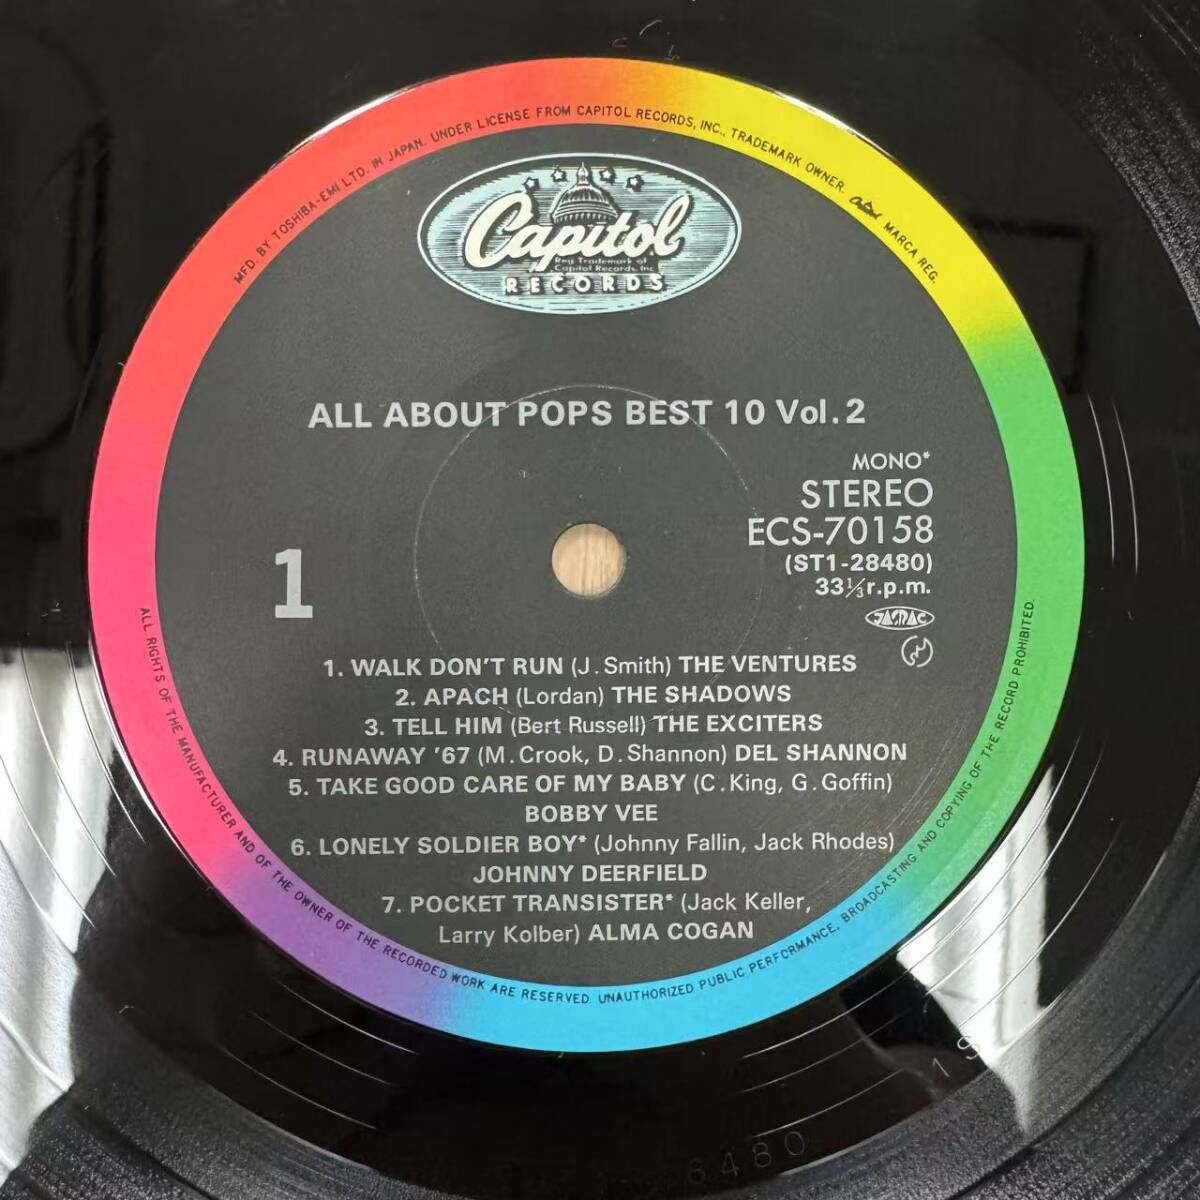 MFD. BY TOSHIBA-EMI LTD. IN JAPAN. UNDER LICENSE FROM CAPITOL RECORDS, INC., TRADEMARK OWNER. Capitol MARCA REG.
Capitol
Reg Trademark of
Capitol Records, Inc
RECORDS
ALL ABOUT POPS BEST 10 Vol.2
MONO*
STEREO
ECS-70158
(ST1-28480)
33⅓r.p.m.
JASRAC
1
1. WALK DON'T RUN (J. Smith) THE VENTURES
2. APACH (Lordan) THE SHADOWS
3. TELL HIM (Bert Russell) THE EXCITERS
4. RUNAWAY '67 (M. Crook, D. Shannon) DEL SHANNON
5. TAKE GOOD CARE OF MY BABY (C. King, G. Goffin)
BOBBY VEE
6. LONELY SOLDIER BOY* (Johnny Fallin, Jack Rhodes)
JOHNNY DEERFIELD
7. POCKET TRANSISTER* (Jack Keller,
Larry Kolber) ALMA COGAN
ALL RIGHTS OF THE MANUFACTURER AND OF THE OWNER OF THE RECORDED WORK ARE RESERVED. UNAUTHORIZED PUBLIC PERFORMANCE, BROADCASTING AND COPYING OF THE RECORD PROHIBITED.
8480